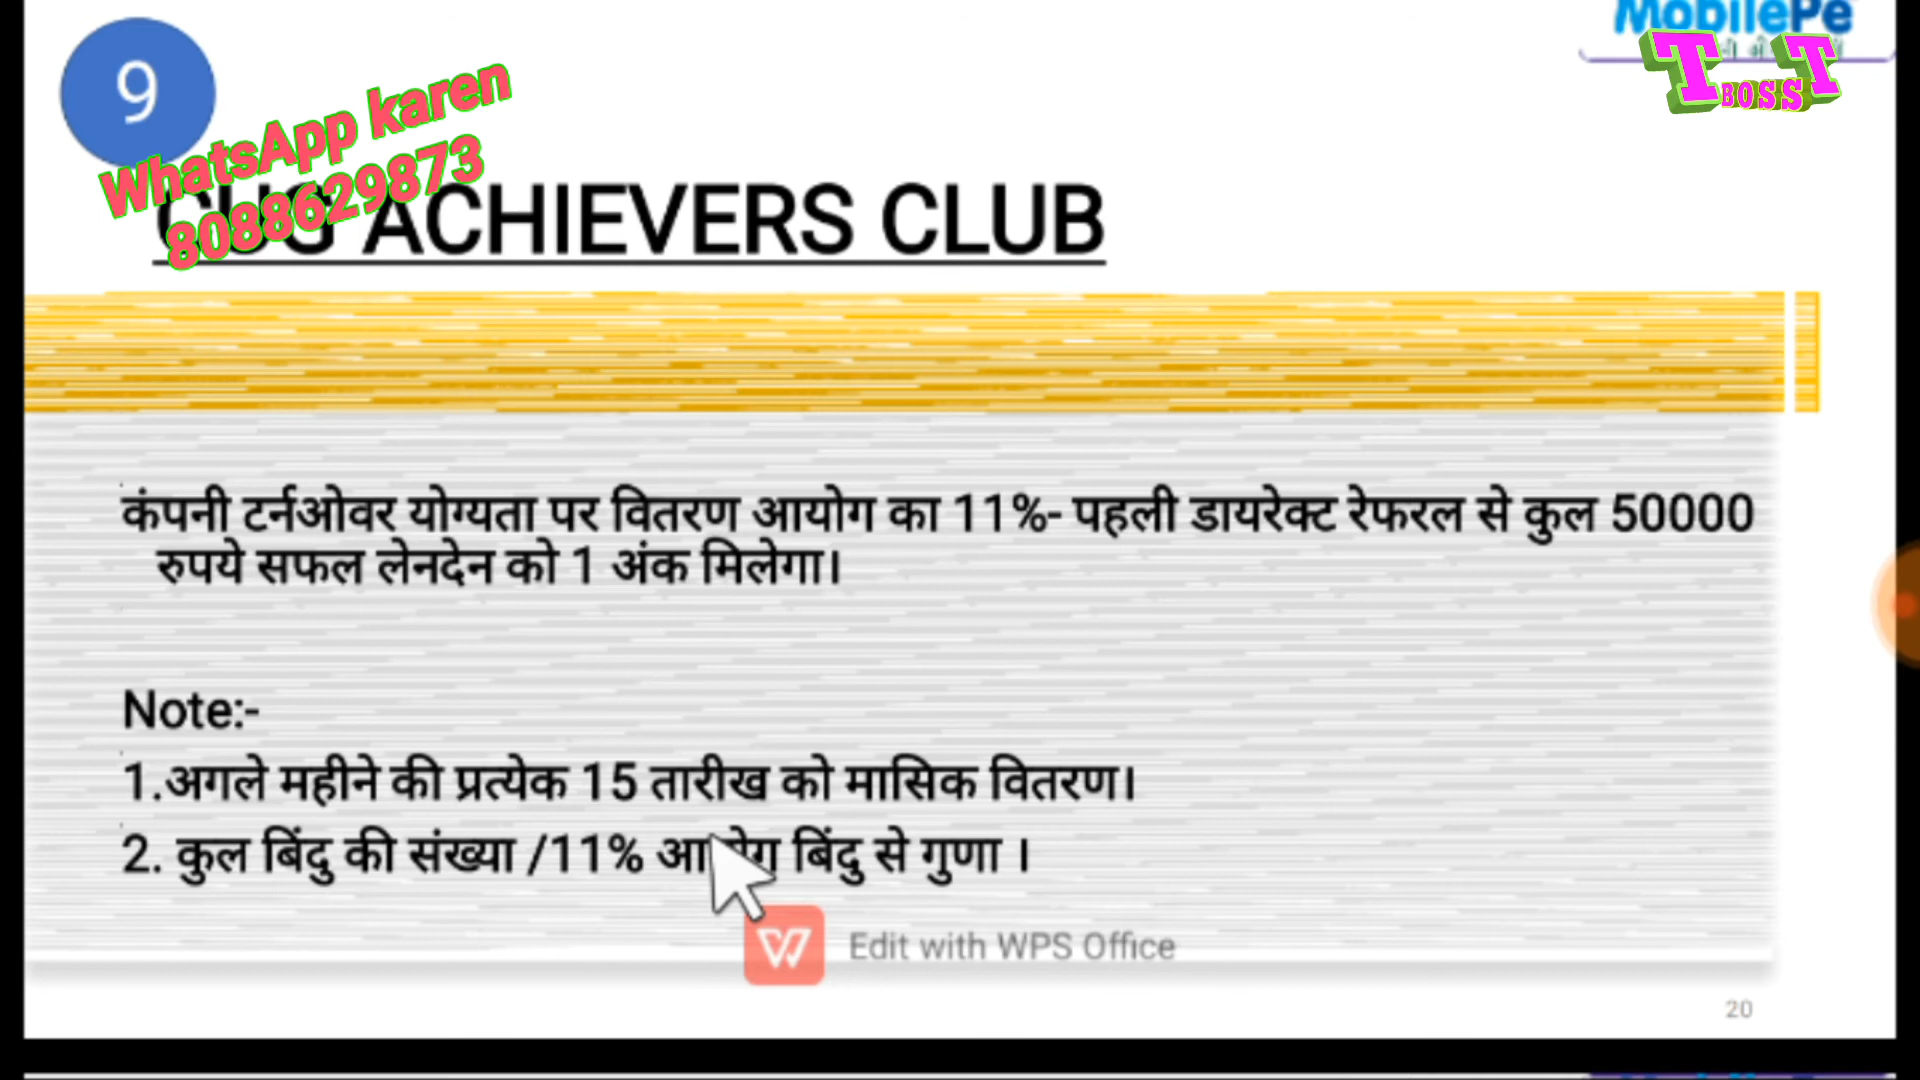 MobilePe
T BOSS T
9
WhatsApp karen
8088629873
CUG ACHIEVERS CLUB
कंपनी टर्नओवर योग्यता पर वितरण आयोग का 11%- पहली डायरेक्ट रेफरल से कुल 50000
रुपये सफल लेनदेन को 1 अंक मिलेगा।
Note:-
1.अगले महीने की प्रत्येक 15 तारीख को मासिक वितरण।
2. कुल बिंदु की संख्या /11% आयोग बिंदु से गुणा ।
Edit with WPS Office
20